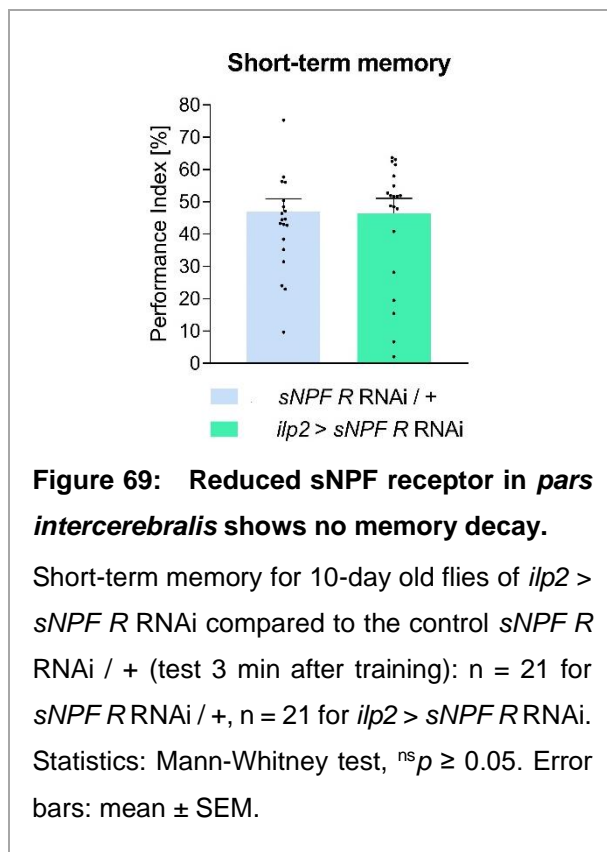 Short-term memory
Performance Index [%]
80
70
60
50
40
30
20
10
0
sNPF R RNAi / +
ilp2 > sNPF R RNAi
Figure 69: Reduced sNPF receptor in pars
intercerebralis shows no memory decay.
Short-term memory for 10-day old flies of ilp2 >
sNPF R RNAi compared to the control sNPF R
RNAi / + (test 3 min after training): n = 21 for
sNPF R RNAi / +, n = 21 for ilp2 > sNPF R RNAi.
Statistics: Mann-Whitney test, ns p ≥ 0.05. Error
bars: mean ± SEM.